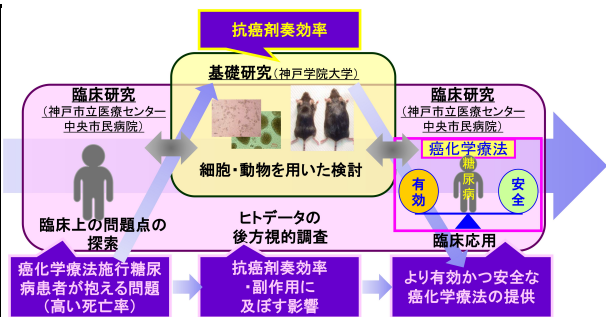 抗癌剤奏効率
基礎研究(神戸学院大学)
細胞・動物を用いた検討
臨床研究
(神戸市立医療センター
中央市民病院)
臨床上の問題点の
探索
ヒトデータの
後方視的調査
臨床研究
(神戸市立医療センター
中央市民病院)
癌化学療法
糖尿病
有効
安全
臨床応用
癌化学療法施行糖尿
病患者が抱える問題
(高い死亡率)
抗癌剤奏効率
・副作用に
及ぼす影響
より有効かつ安全な
癌化学療法の提供